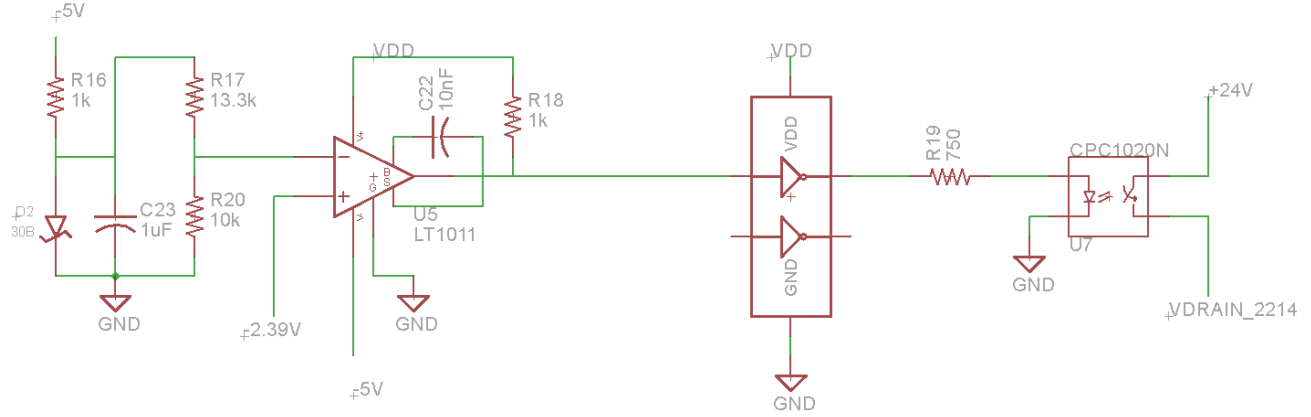 -5V
R16
1k
R17
13.3k
VDD
C22
10nF
R18
1k
V+
B
S
G
V-
U5
LT1011
D2
30B
C23
1uF
R20
10k
GND
-2.39V
-5V
GND
VDD
VDD
GND
GND
R19
750
+24V
CPC1020N
U7
GND
VDRAIN_2214